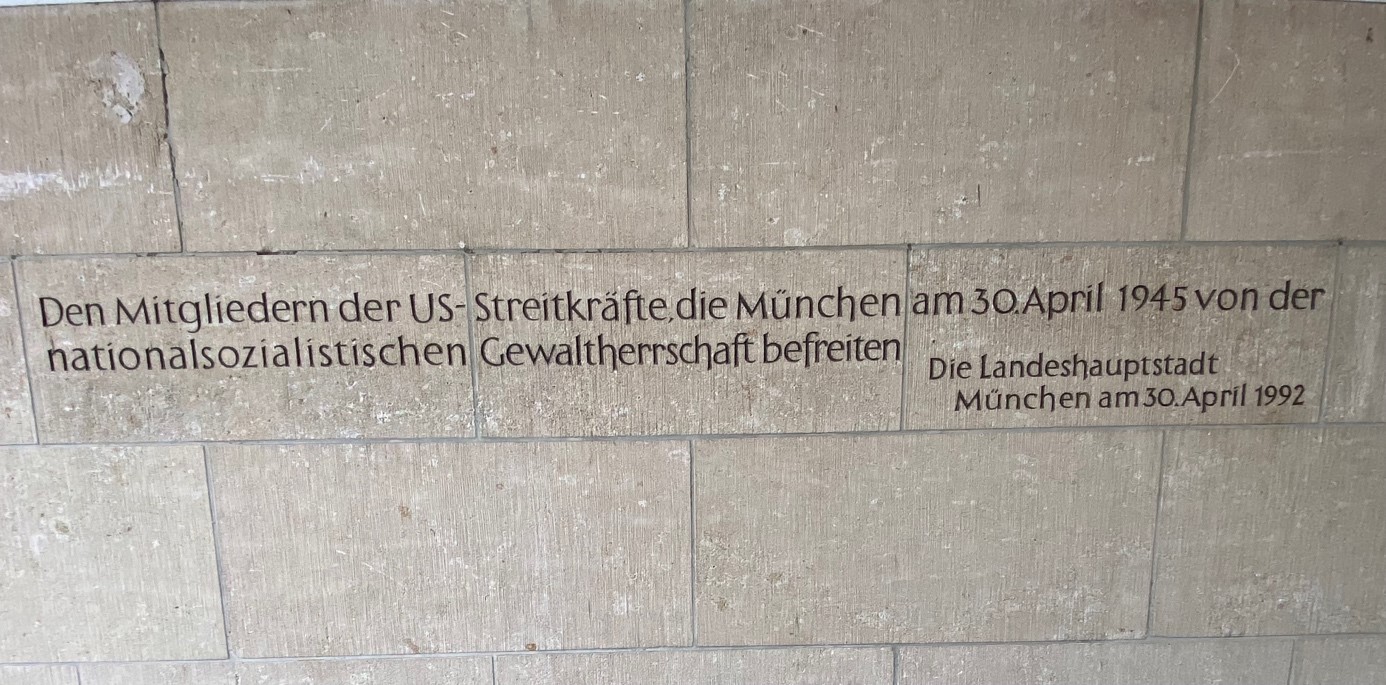 Den Mitgliedern der US-Streitkräfte, die München am 30. April 1945 von der
nationalsozialistischen Gewaltherrschaft befreiten
Die Landeshauptstadt
München am 30. April 1992